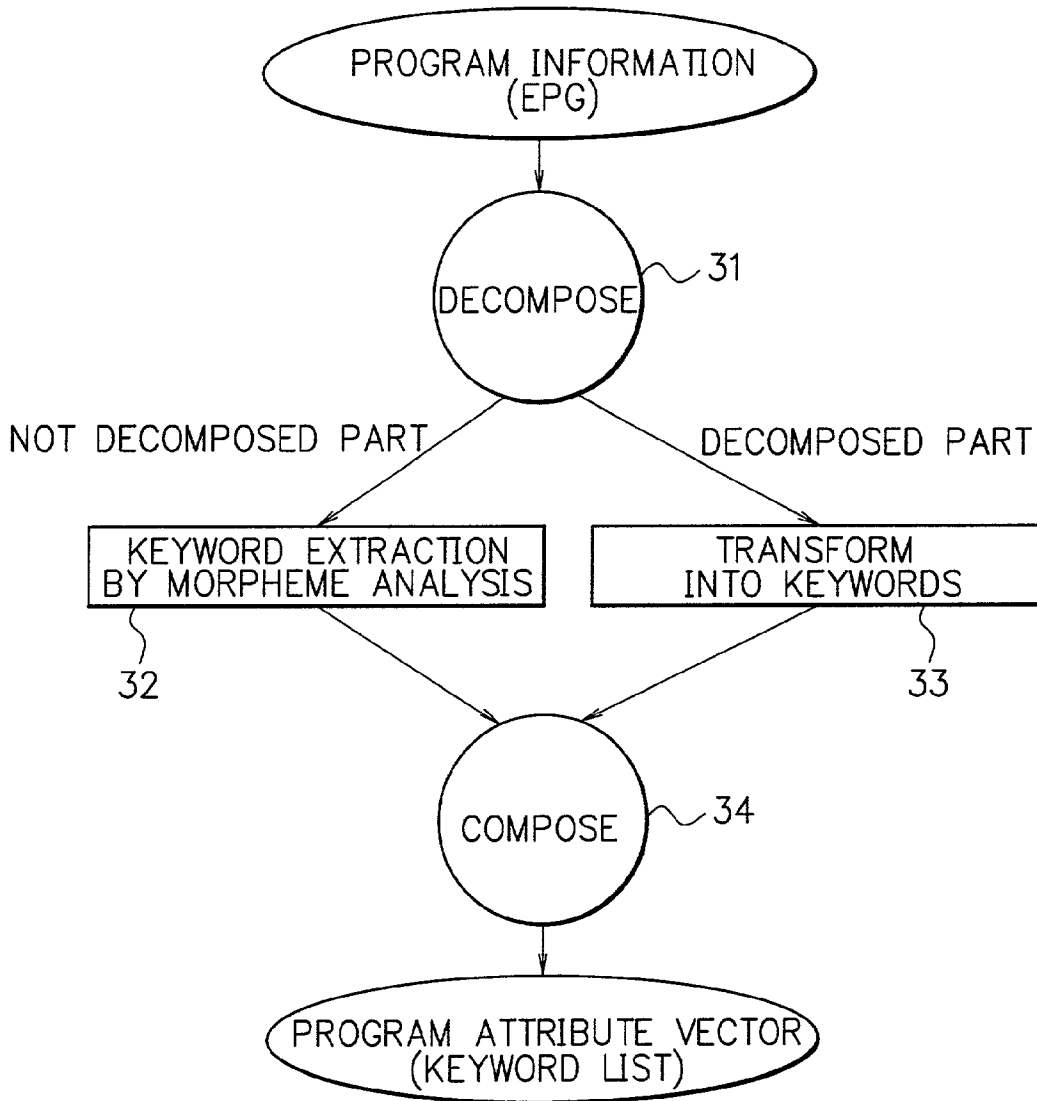 PROGRAM INFORMATION
(EPG)
DECOMPOSE
31
NOT DECOMPOSED PART
DECOMPOSED PART
KEYWORD EXTRACTION
BY MORPHEME ANALYSIS
TRANSFORM
INTO KEYWORDS
32
33
COMPOSE
34
PROGRAM ATTRIBUTE VECTOR
(KEYWORD LIST)